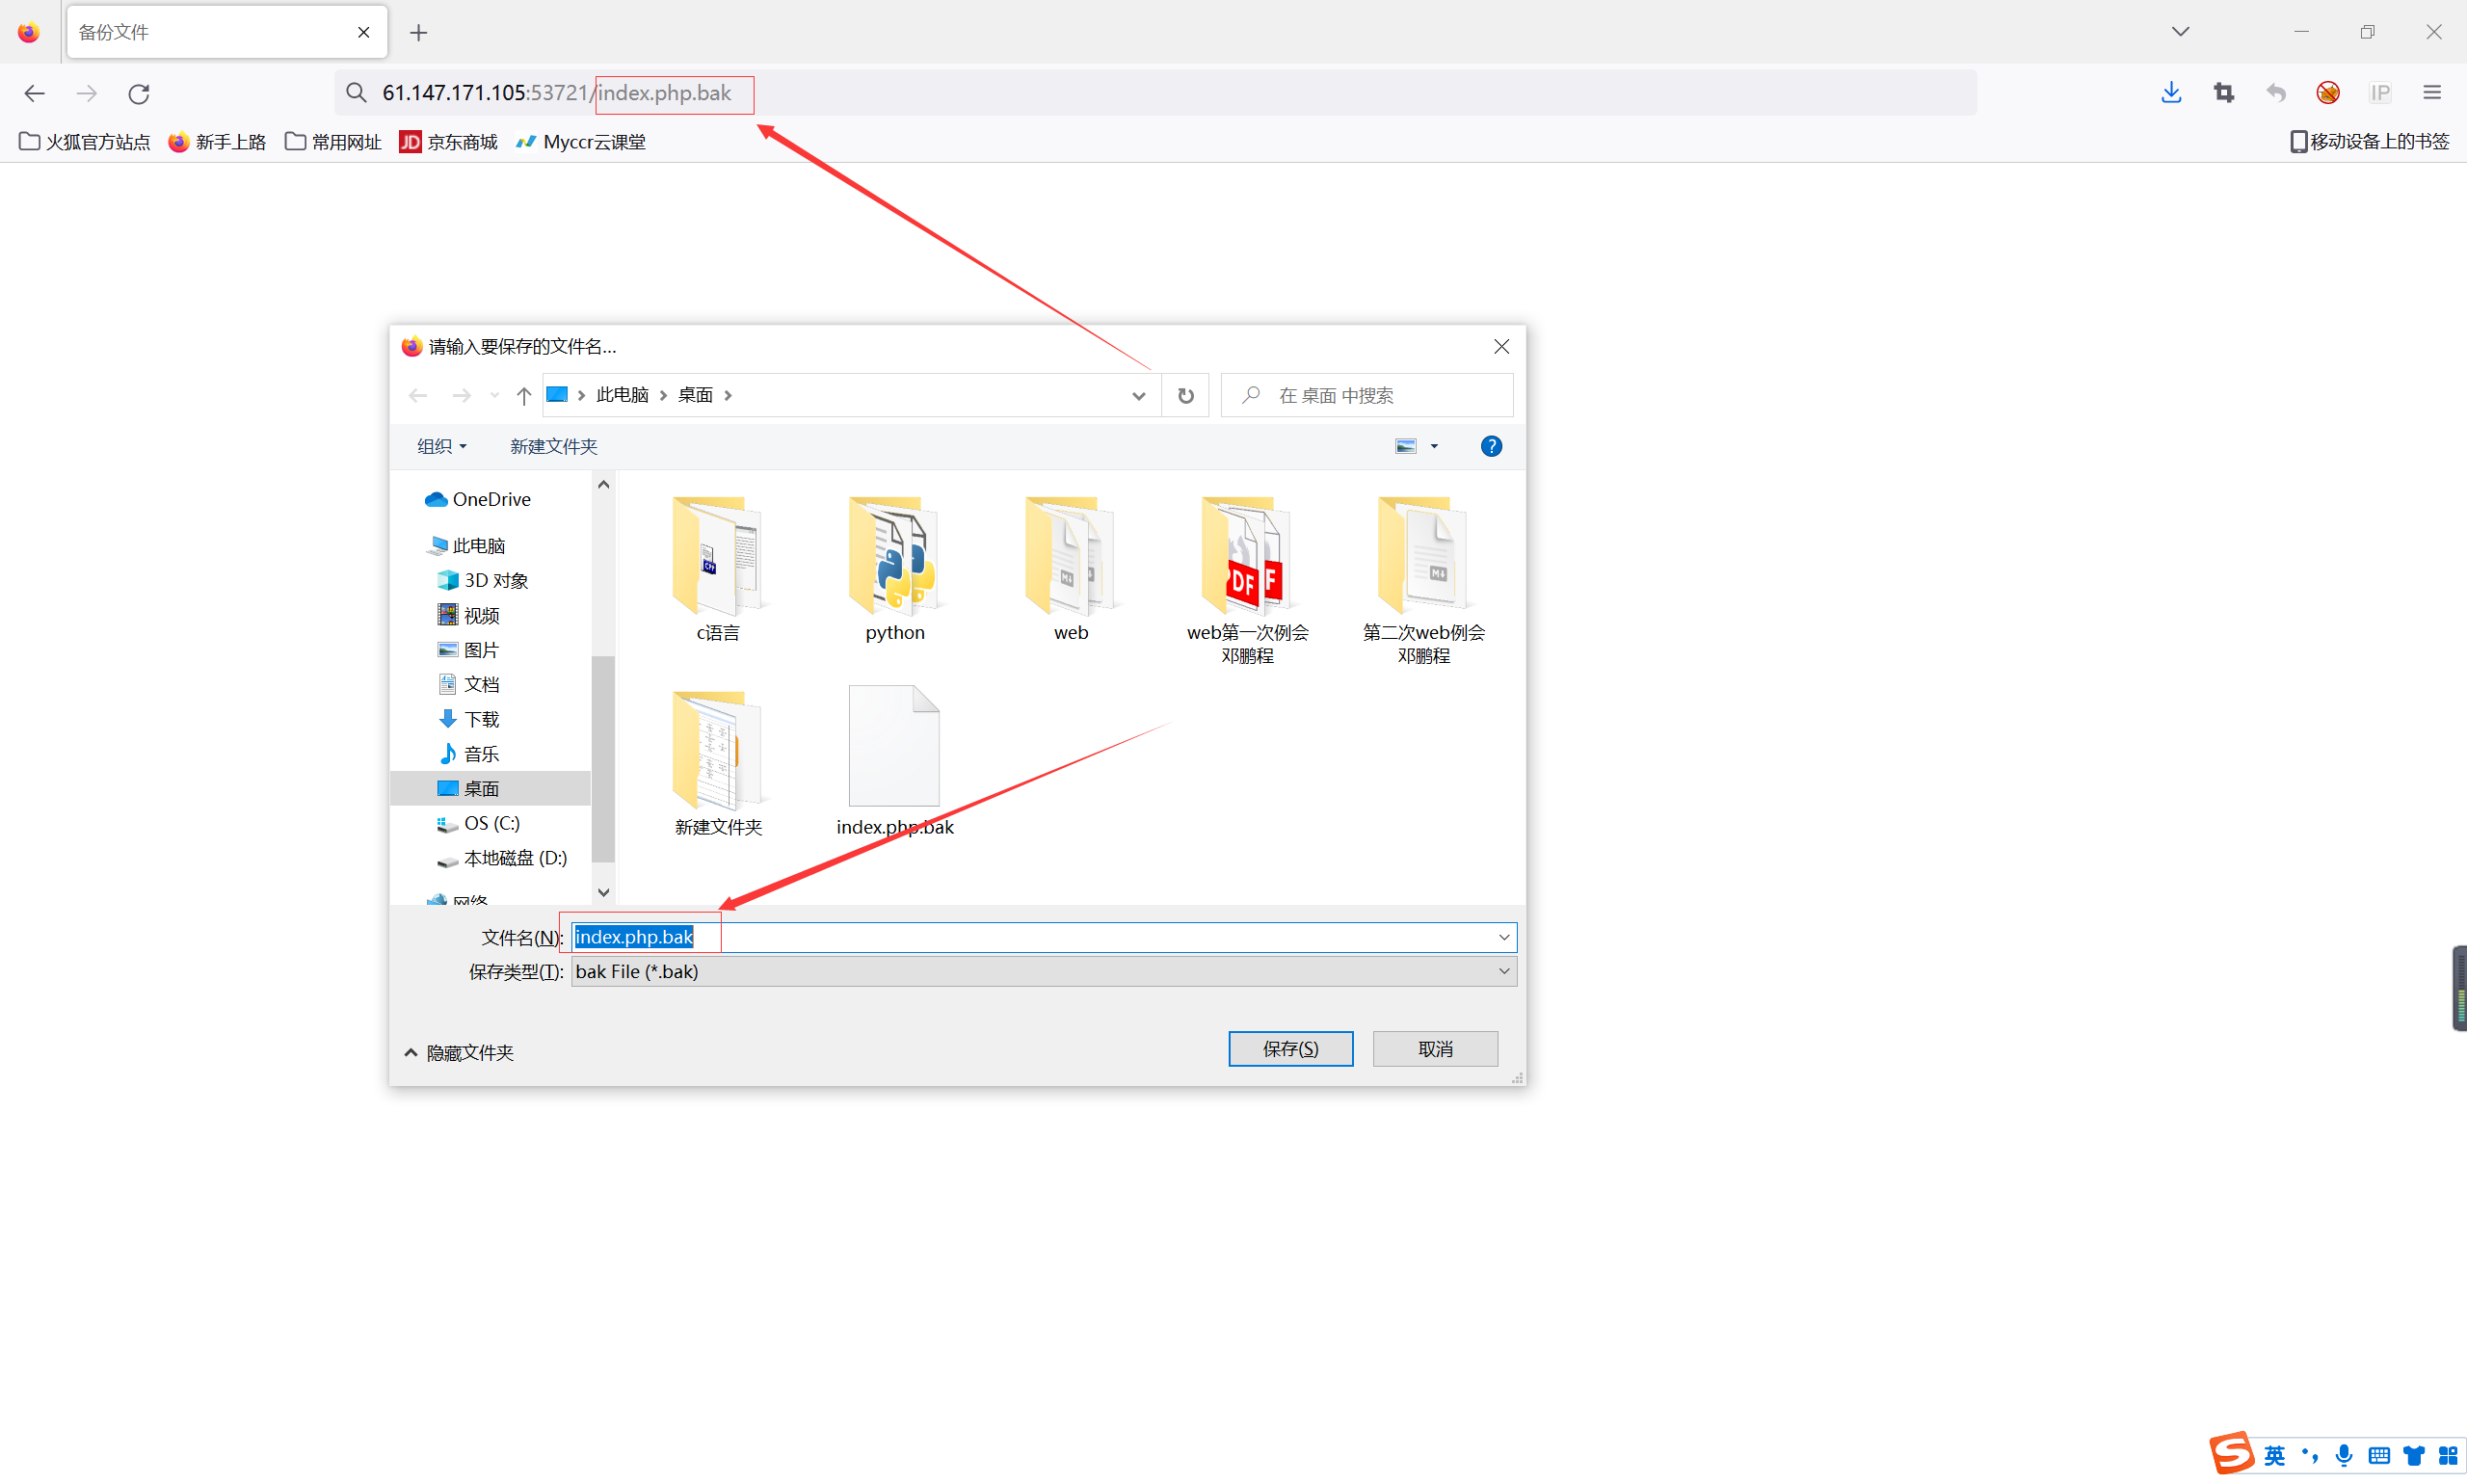 备份文件
61.147.171.105:53721/index.php.bak
IP
火狐官方站点 新手上路 常用网址 JD 京东商城 Myccr云课堂 移动设备上的书签
请输入要保存的文件名...
此电脑 桌面
在 桌面 中搜索
组织 新建文件夹
?
OneDrive
此电脑
3D 对象
视频
图片
文档
下载
音乐
桌面
OS (C:)
本地磁盘 (D:)
网络
CPP
PDF F
M↓
c语言 python web web第一次例会 第二次web例会
邓鹏程 邓鹏程
新建文件夹 index.php.bak
文件名(N): index.php.bak
保存类型(T): bak File (*.bak)
隐藏文件夹
保存(S) 取消
S 英